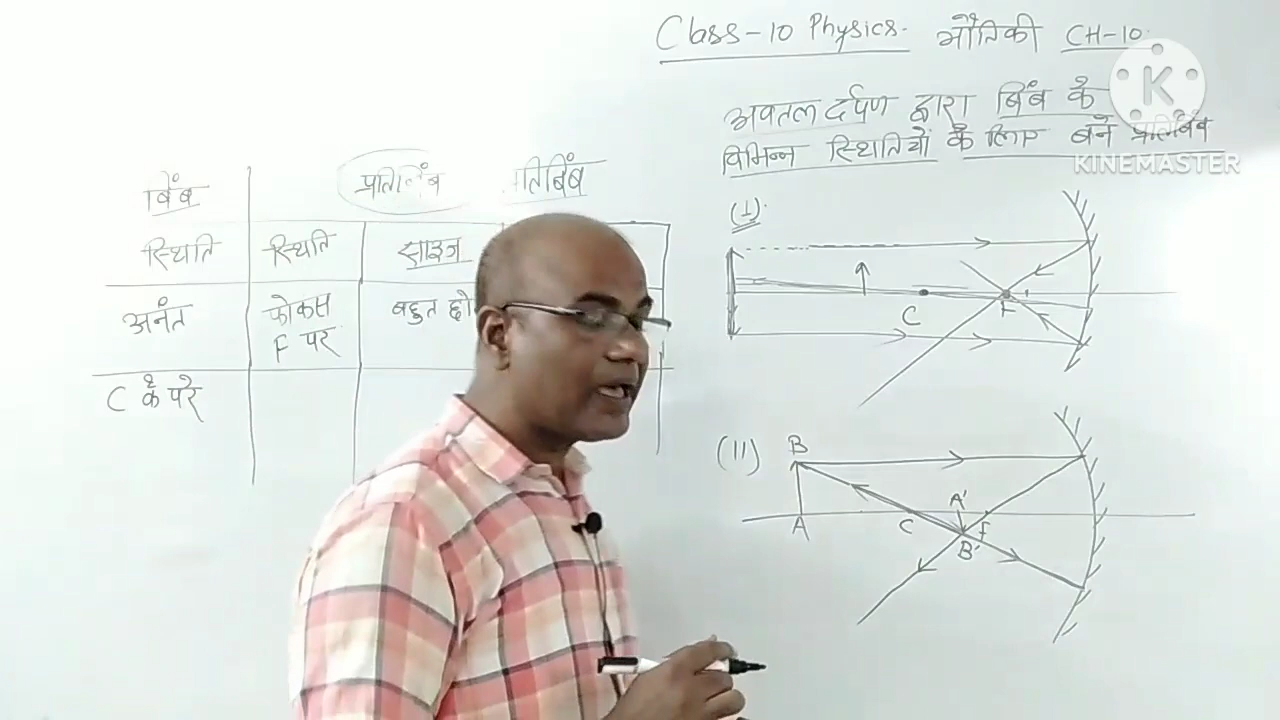 Class-10 Physics. भौतिकी CH-10.
अवतल दर्पण द्वारा बिंब के
विभिन्न स्थितियों के लिए बने प्रतिबिंब
K
KINEMASTER
बिंब प्रतिबिंब
स्थिति स्थिति साइज
अनंत फोकस बहुत
F पर
C के परे
(I)
C F
(II)
B
A C A' F
B'